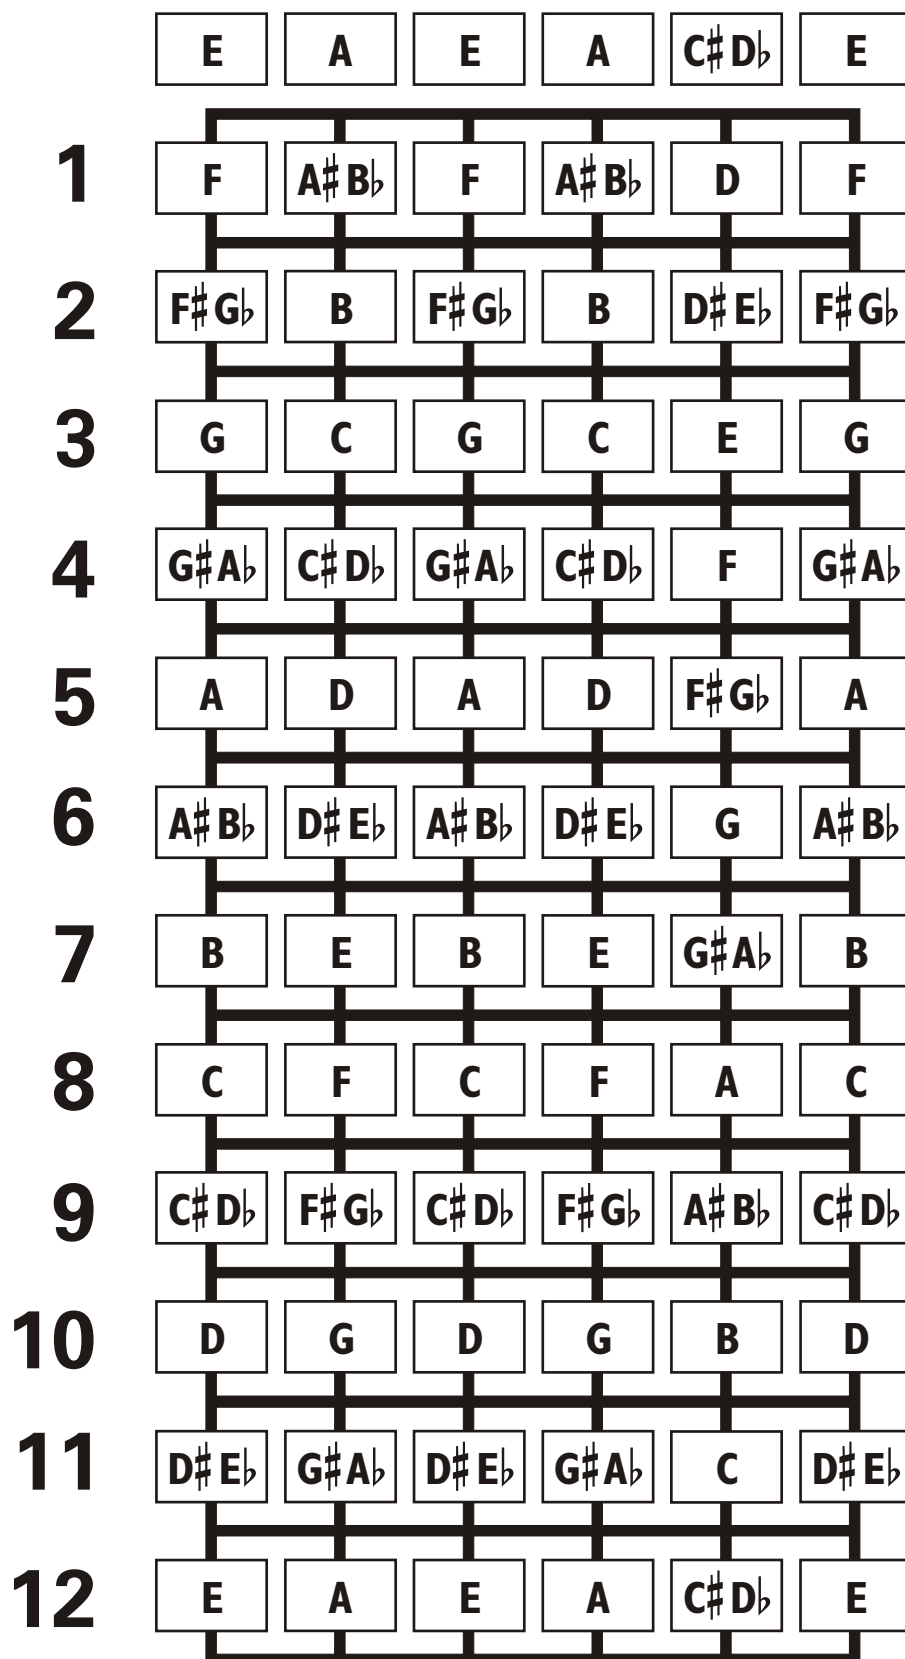 E A E A C♯D♭ E
1 F A♯B♭ F A♯B♭ D F
2 F♯G♭ B F♯G♭ B D♯E♭ F♯G♭
3 G C G C E G
4 G♯A♭ C♯D♭ G♯A♭ C♯D♭ F G♯A♭
5 A D A D F♯G♭ A
6 A♯B♭ D♯E♭ A♯B♭ D♯E♭ G A♯B♭
7 B E B E G♯A♭ B
8 C F C F A C
9 C♯D♭ F♯G♭ C♯D♭ F♯G♭ A♯B♭ C♯D♭
10 D G D G B D
11 D♯E♭ G♯A♭ D♯E♭ G♯A♭ C D♯E♭
12 E A E A C♯D♭ E